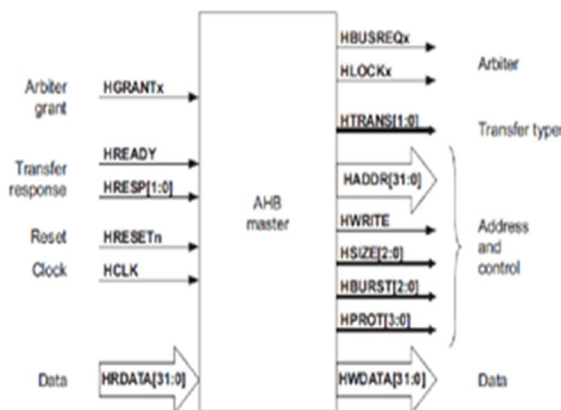 HBUSREQx
HLOCKx
Arbiter
Arbiter
grant
HGRANTx
HTRANS[1:0]
Transfer type
Transfer
response
HREADY
HRESP[1:0]
HADDR[31:0]
AHB
master
HWRITE
Address
and
control
Reset
HRESETn
HSIZE[2:0]
Clock
HCLK
HBURST[2:0]
HPROT[3:0]
Data
HRDATA[31:0]
HWDATA[31:0]
Data